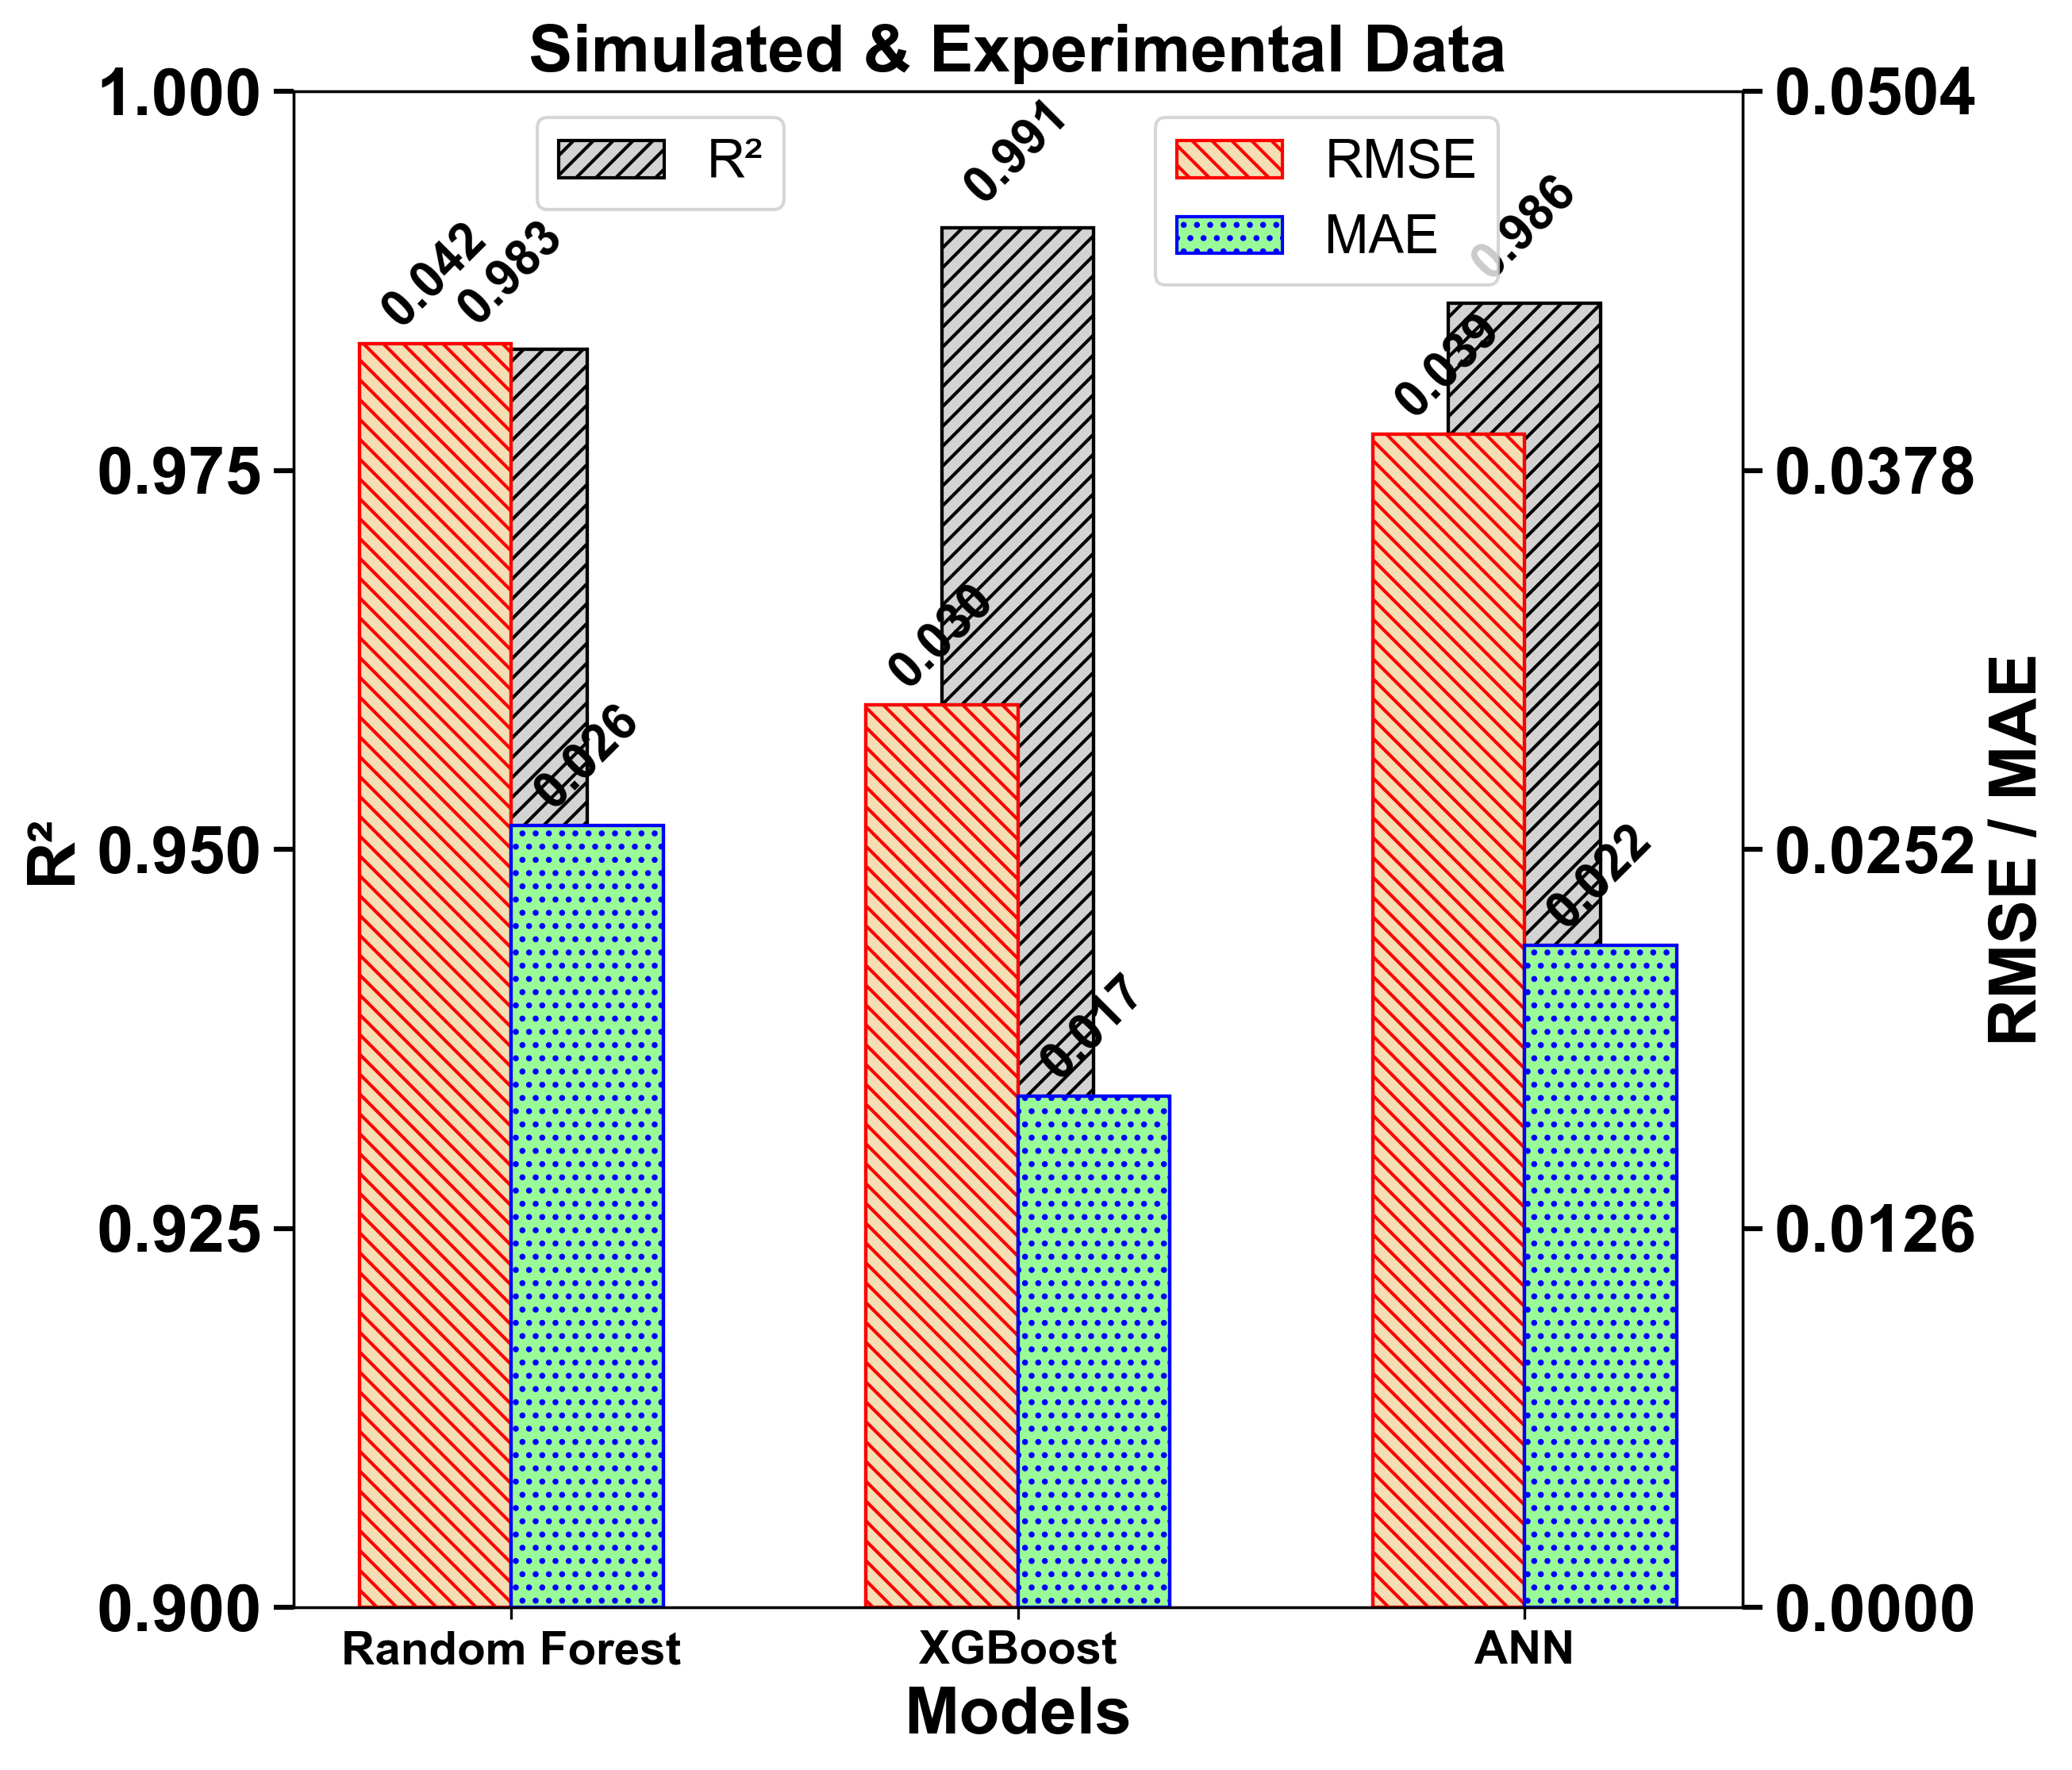 Simulated & Experimental Data
1.000
0.975
0.950
0.925
0.900
R²
R²
RMSE
MAE
0.0504
0.0378
0.0252
0.0126
0.0000
RMSE / MAE
0.042
0.983
0.026
0.991
0.030
0.017
0.986
0.039
0.022
Random Forest
XGBoost
ANN
Models